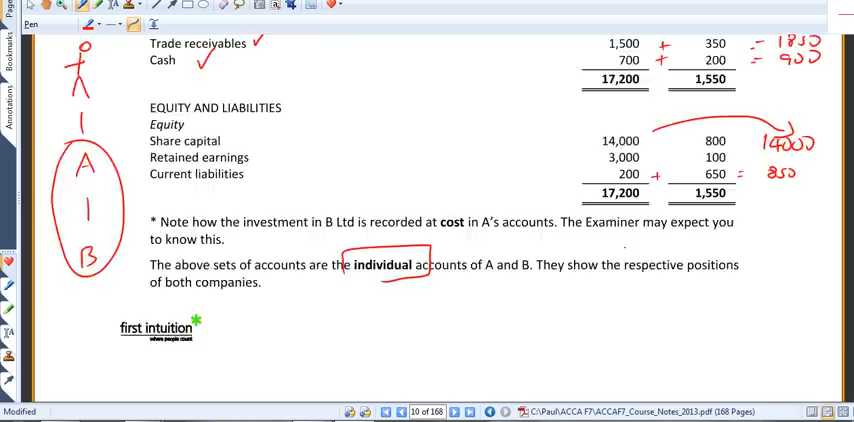 Pen
Pages
Bookmarks
Annotations
Trade receivables 1,500 + 350 = 1850
Cash 700 + 200 = 900
17,200 1,550
EQUITY AND LIABILITIES
Equity
Share capital 14,000 800 14000
Retained earnings 3,000 100
Current liabilities 200 + 650 = 850
17,200 1,550
* Note how the investment in B Ltd is recorded at cost in A's accounts. The Examiner may expect you
to know this.
The above sets of accounts are the individual accounts of A and B. They show the respective positions
of both companies.
A
I
B
first intuition*
where people count
Modified 10 of 168 C:\Paul\ACCA F7\ACCAF7_Course_Notes_2013.pdf (168 Pages)